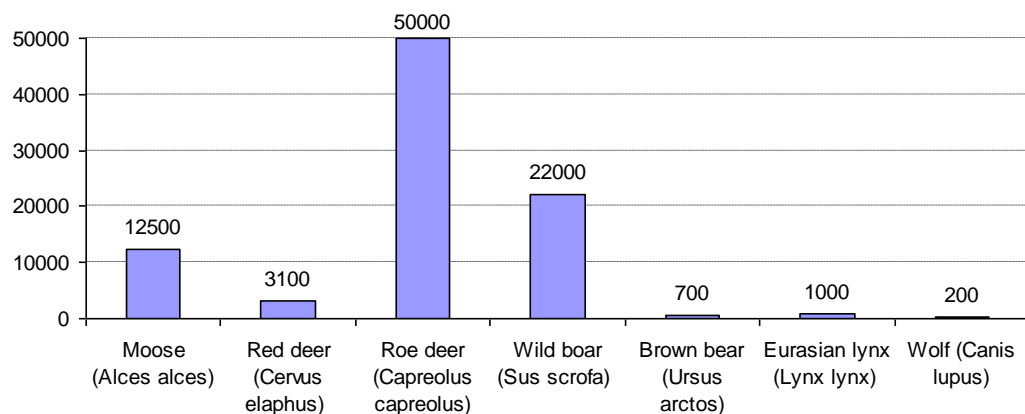 50000
50000
40000
30000
22000
20000
12500
10000
3100
700
1000
200
0
Moose
(Alces alces)
Red deer
(Cervus
elaphus)
Roe deer
(Capreolus
capreolus)
Wild boar
(Sus scrofa)
Brown bear
(Ursus
arctos)
Eurasian lynx
(Lynx lynx)
Wolf (Canis
lupus)